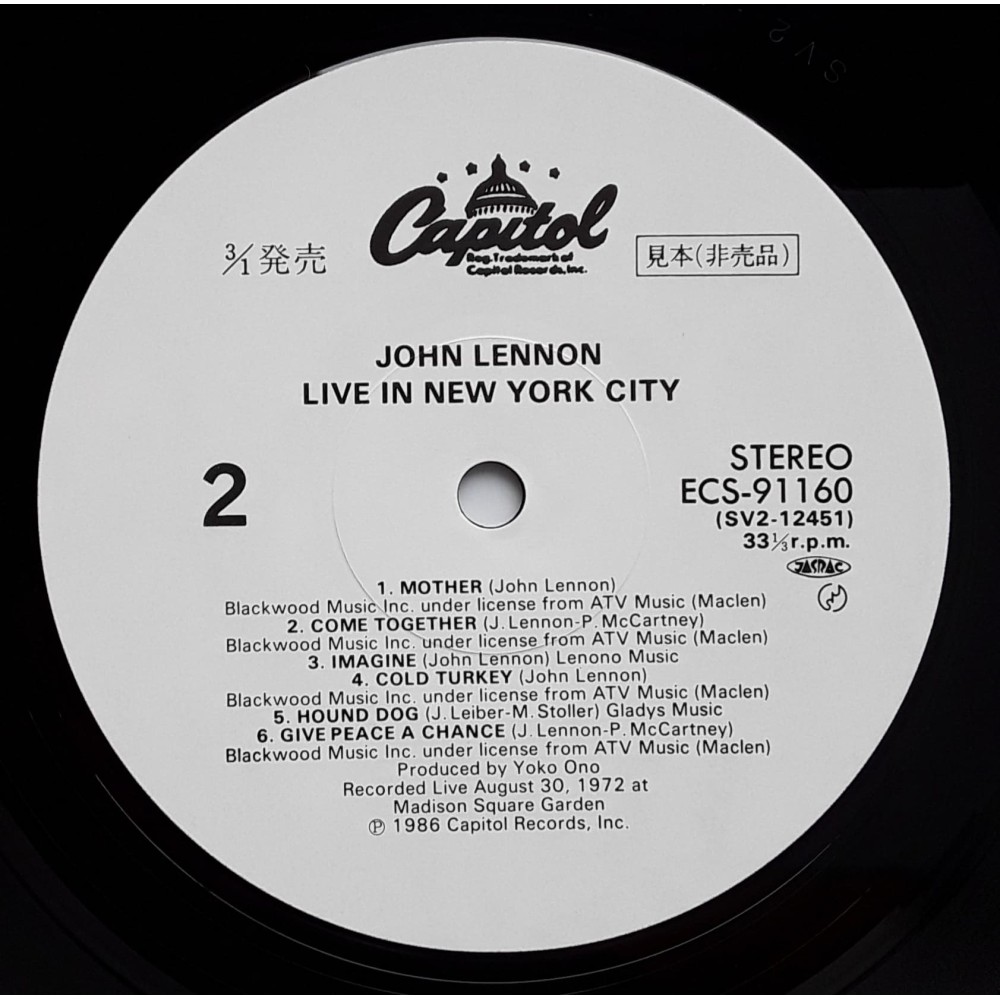 SV2
Capitol
Reg. Trademark of
Capitol Records, Inc.
3/1 発売
見本(非売品)
JOHN LENNON
LIVE IN NEW YORK CITY
2
STEREO
ECS-91160
(SV2-12451)
33⅓r.p.m.
JASRAC
1. MOTHER (John Lennon)
Blackwood Music Inc. under license from ATV Music (Maclen)
2. COME TOGETHER (J. Lennon-P. McCartney)
Blackwood Music Inc. under license from ATV Music (Maclen)
3. IMAGINE (John Lennon) Lenono Music
4. COLD TURKEY (John Lennon)
Blackwood Music Inc. under license from ATV Music (Maclen)
5. HOUND DOG (J. Leiber-M. Stoller) Gladys Music
6. GIVE PEACE A CHANCE (J. Lennon-P. McCartney)
Blackwood Music Inc. under license from ATV Music (Maclen)
Produced by Yoko Ono
Recorded Live August 30, 1972 at
Madison Square Garden
℗ 1986 Capitol Records, Inc.